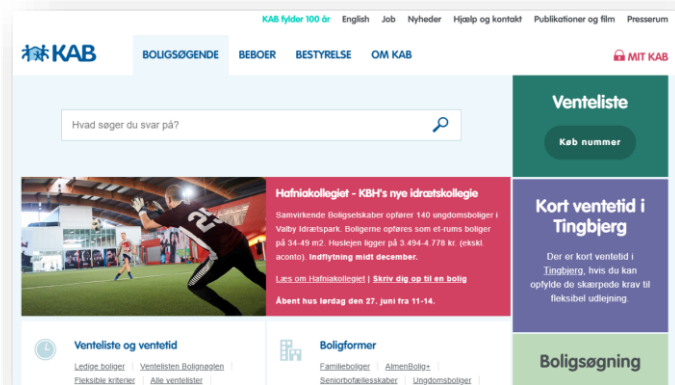 KAB fylder 100 år English Job Nyheder Hjælp og kontakt Publikationer og film Presserum
KAB
BOLIGSØGENDE BEBOER BESTYRELSE OM KAB
MIT KAB
Hvad søger du svar på?
Venteliste
Køb nummer
Hafniakollegiet - KBH's nye idrætskollegie
Samvirkende Boligselskaber opfører 140 ungdomsboliger i
Valby Idrætspark. Boligerne opføres som et-rums boliger
på 34-49 m2. Huslejen ligger på 3.494-4.778 kr. (ekskl.
aconto). Indflytning midt december.
Læs om Hafniakollegiet | Skriv dig op til en bolig
Åbent hus lørdag den 27. juni fra 11-14.
Kort ventetid i
Tingbjerg
Der er kort ventetid i
Tingbjerg, hvis du kan
opfylde de skærpede krav til
fleksibel udlejning.
Venteliste og ventetid
Ledige boliger | Ventelisten Bolignøglen |
Fleksible kriterier | Alle ventelister |
Boligformer
Familieboliger | AlmenBolig+ |
Seniorbofællesskaber | Ungdomsboliger |
Boligsøgning